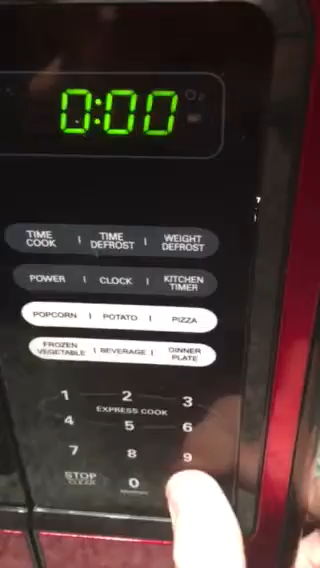 0:00
TIME COOK | TIME DEFROST | WEIGHT DEFROST
POWER | CLOCK | KITCHEN TIMER
POPCORN | POTATO | PIZZA
FROZEN VEGETABLE | BEVERAGE | DINNER PLATE
1 2 3
EXPRESS COOK
4 5 6
7 8 9
STOP CLEAR 0